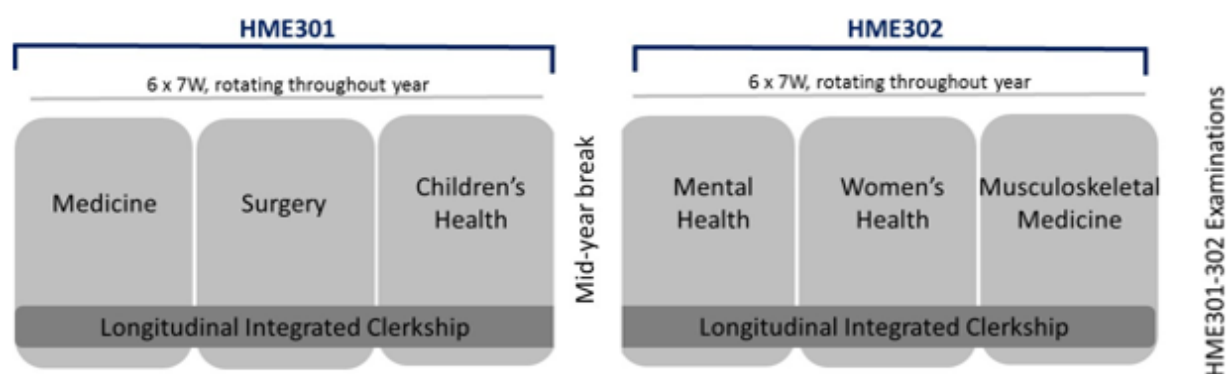 HME301
6 x 7W, rotating throughout year
Medicine
Surgery
Children's
Health
Longitudinal Integrated Clerkship
Mid-year break
HME302
6 x 7W, rotating throughout year
Mental
Health
Women's
Health
Musculoskeletal
Medicine
Longitudinal Integrated Clerkship
HME301-302 Examinations